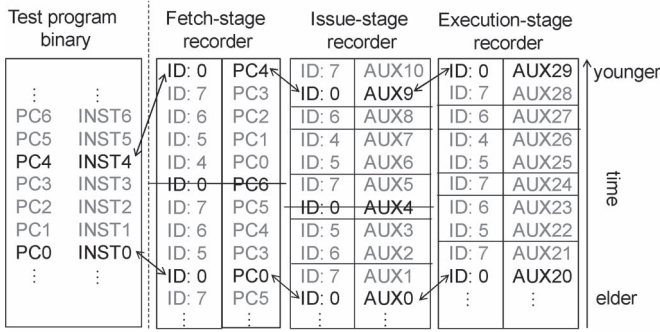 Test program
binary
PC6 INST6
PC5 INST5
PC4 INST4
PC3 INST3
PC2 INST2
PC1 INST1
PC0 INST0
Fetch-stage
recorder
ID: 0 PC4
ID: 7 PC3
ID: 6 PC2
ID: 5 PC1
ID: 4 PC0
ID: 0 PC6
ID: 7 PC5
ID: 6 PC4
ID: 5 PC3
ID: 0 PC0
ID: 7 PC5
Issue-stage
recorder
ID: 7 AUX10
ID: 0 AUX9
ID: 6 AUX8
ID: 4 AUX7
ID: 5 AUX6
ID: 7 AUX5
ID: 0 AUX4
ID: 5 AUX3
ID: 6 AUX2
ID: 7 AUX1
ID: 0 AUX0
Execution-stage
recorder
ID: 0 AUX29
ID: 7 AUX28
ID: 6 AUX27
ID: 4 AUX26
ID: 5 AUX25
ID: 7 AUX24
ID: 6 AUX23
ID: 5 AUX22
ID: 7 AUX21
ID: 0 AUX20
younger
time
elder